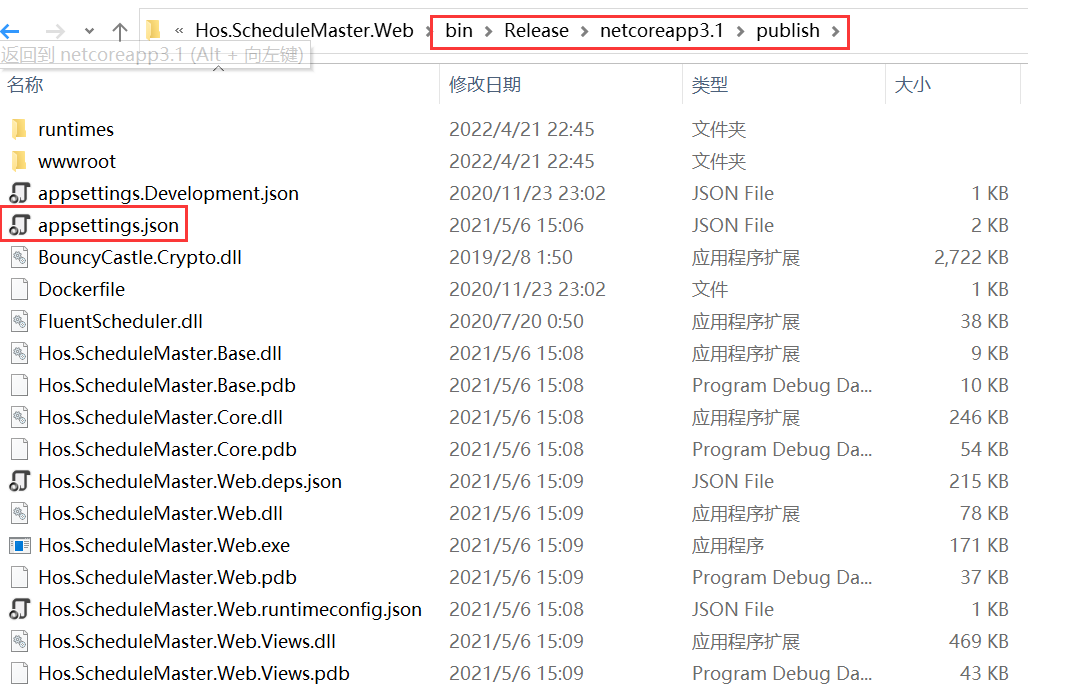 « Hos.ScheduleMaster.Web > bin > Release > netcoreapp3.1 > publish >
返回到 netcoreapp3.1 (Alt + 向左键)
名称 修改日期 类型 大小
runtimes 2022/4/21 22:45 文件夹
wwwroot 2022/4/21 22:45 文件夹
appsettings.Development.json 2020/11/23 23:02 JSON File 1 KB
appsettings.json 2021/5/6 15:06 JSON File 2 KB
BouncyCastle.Crypto.dll 2019/2/8 1:50 应用程序扩展 2,722 KB
Dockerfile 2020/11/23 23:02 文件 1 KB
FluentScheduler.dll 2020/7/20 0:50 应用程序扩展 38 KB
Hos.ScheduleMaster.Base.dll 2021/5/6 15:08 应用程序扩展 9 KB
Hos.ScheduleMaster.Base.pdb 2021/5/6 15:08 Program Debug Da... 10 KB
Hos.ScheduleMaster.Core.dll 2021/5/6 15:08 应用程序扩展 246 KB
Hos.ScheduleMaster.Core.pdb 2021/5/6 15:08 Program Debug Da... 54 KB
Hos.ScheduleMaster.Web.deps.json 2021/5/6 15:09 JSON File 215 KB
Hos.ScheduleMaster.Web.dll 2021/5/6 15:09 应用程序扩展 78 KB
Hos.ScheduleMaster.Web.exe 2021/5/6 15:09 应用程序 171 KB
Hos.ScheduleMaster.Web.pdb 2021/5/6 15:09 Program Debug Da... 37 KB
Hos.ScheduleMaster.Web.runtimeconfig.json 2021/5/6 15:08 JSON File 1 KB
Hos.ScheduleMaster.Web.Views.dll 2021/5/6 15:09 应用程序扩展 469 KB
Hos.ScheduleMaster.Web.Views.pdb 2021/5/6 15:09 Program Debug Da... 43 KB